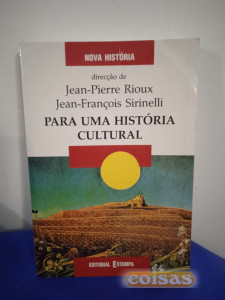 NOVA HISTÓRIA
direcção de
Jean-Pierre Rioux
Jean-François Sirinelli
PARA UMA HISTÓRIA
CULTURAL
EDITORIAL ESTAMPA
coisas